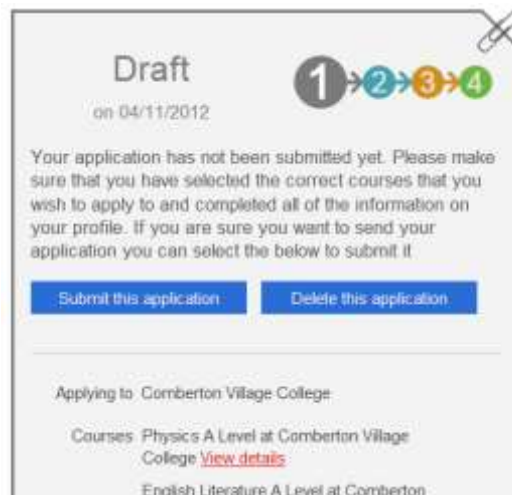 Draft
1 2 3 4
on 04/11/2012
Your application has not been submitted yet. Please make
sure that you have selected the correct courses that you
wish to apply to and completed all of the information on
your profile. If you are sure you want to send your
application you can select the below to submit it
Submit this application Delete this application
Applying to Comberton Village College
Courses Physics A Level at Comberton Village
College View details
English Literature A Level at Comberton